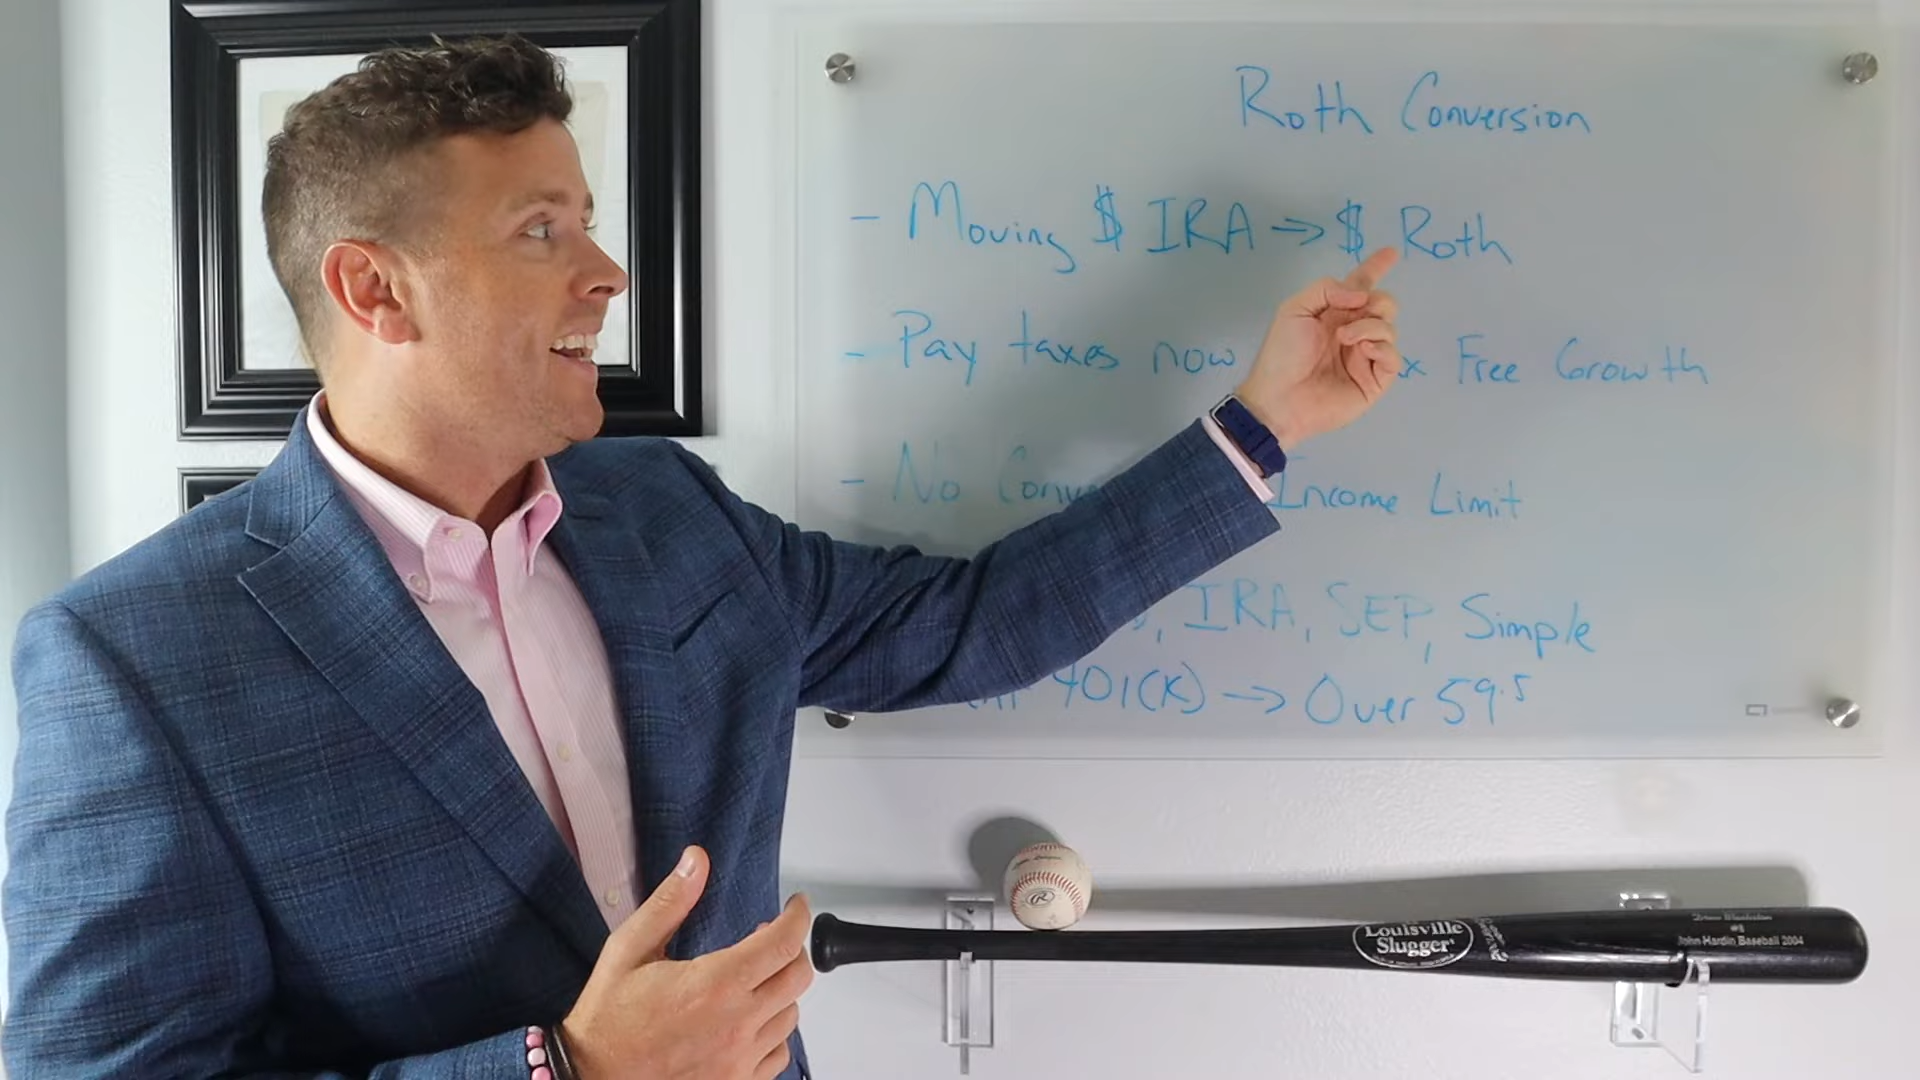 Roth Conversion
- Moving $ IRA → $ Roth
- Pay taxes now Free Growth
- No Income Limit
IRA, SEP, Simple
401(K) → Over 59.5
Louisville
Slugger
#8
John Hardin Baseball 2004